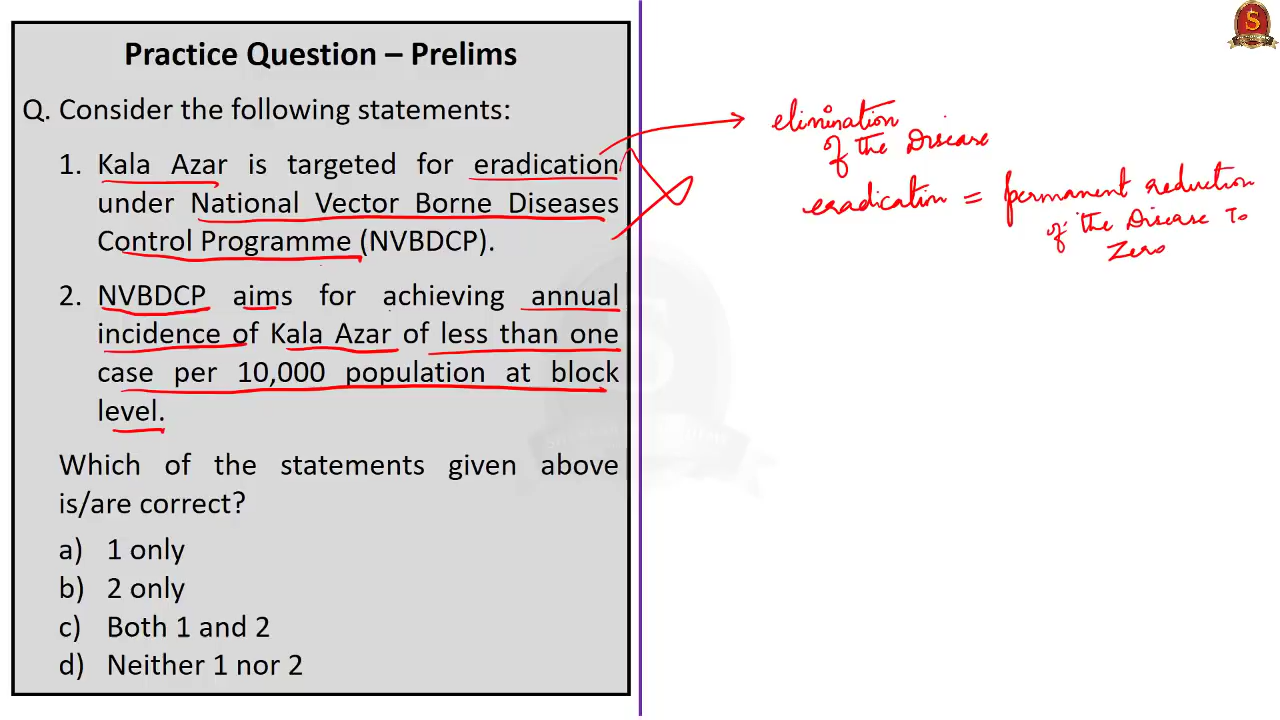 Practice Question – Prelims
Q. Consider the following statements:
1. Kala Azar is targeted for eradication
under National Vector Borne Diseases
Control Programme (NVBDCP).
2. NVBDCP aims for achieving annual
incidence of Kala Azar of less than one
case per 10,000 population at block
level.
Which of the statements given above
is/are correct?
a) 1 only
b) 2 only
c) Both 1 and 2
d) Neither 1 nor 2
elimination
of the Disease
eradication = permanent reduction
of the Disease To
Zero